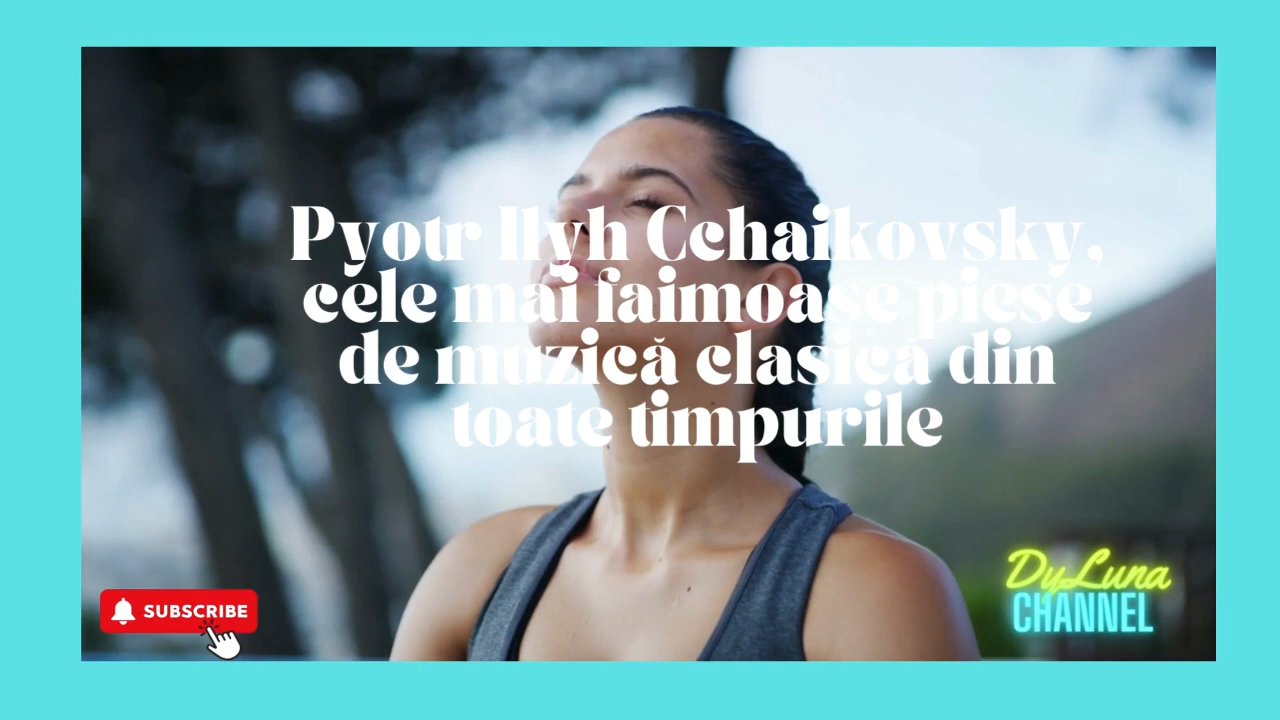 Pyotr Ilyh Cchaikovsky,
cele mai faimoase piese
de muzică clasică din
toate timpurile
SUBSCRIBE
DyLuna
CHANNEL